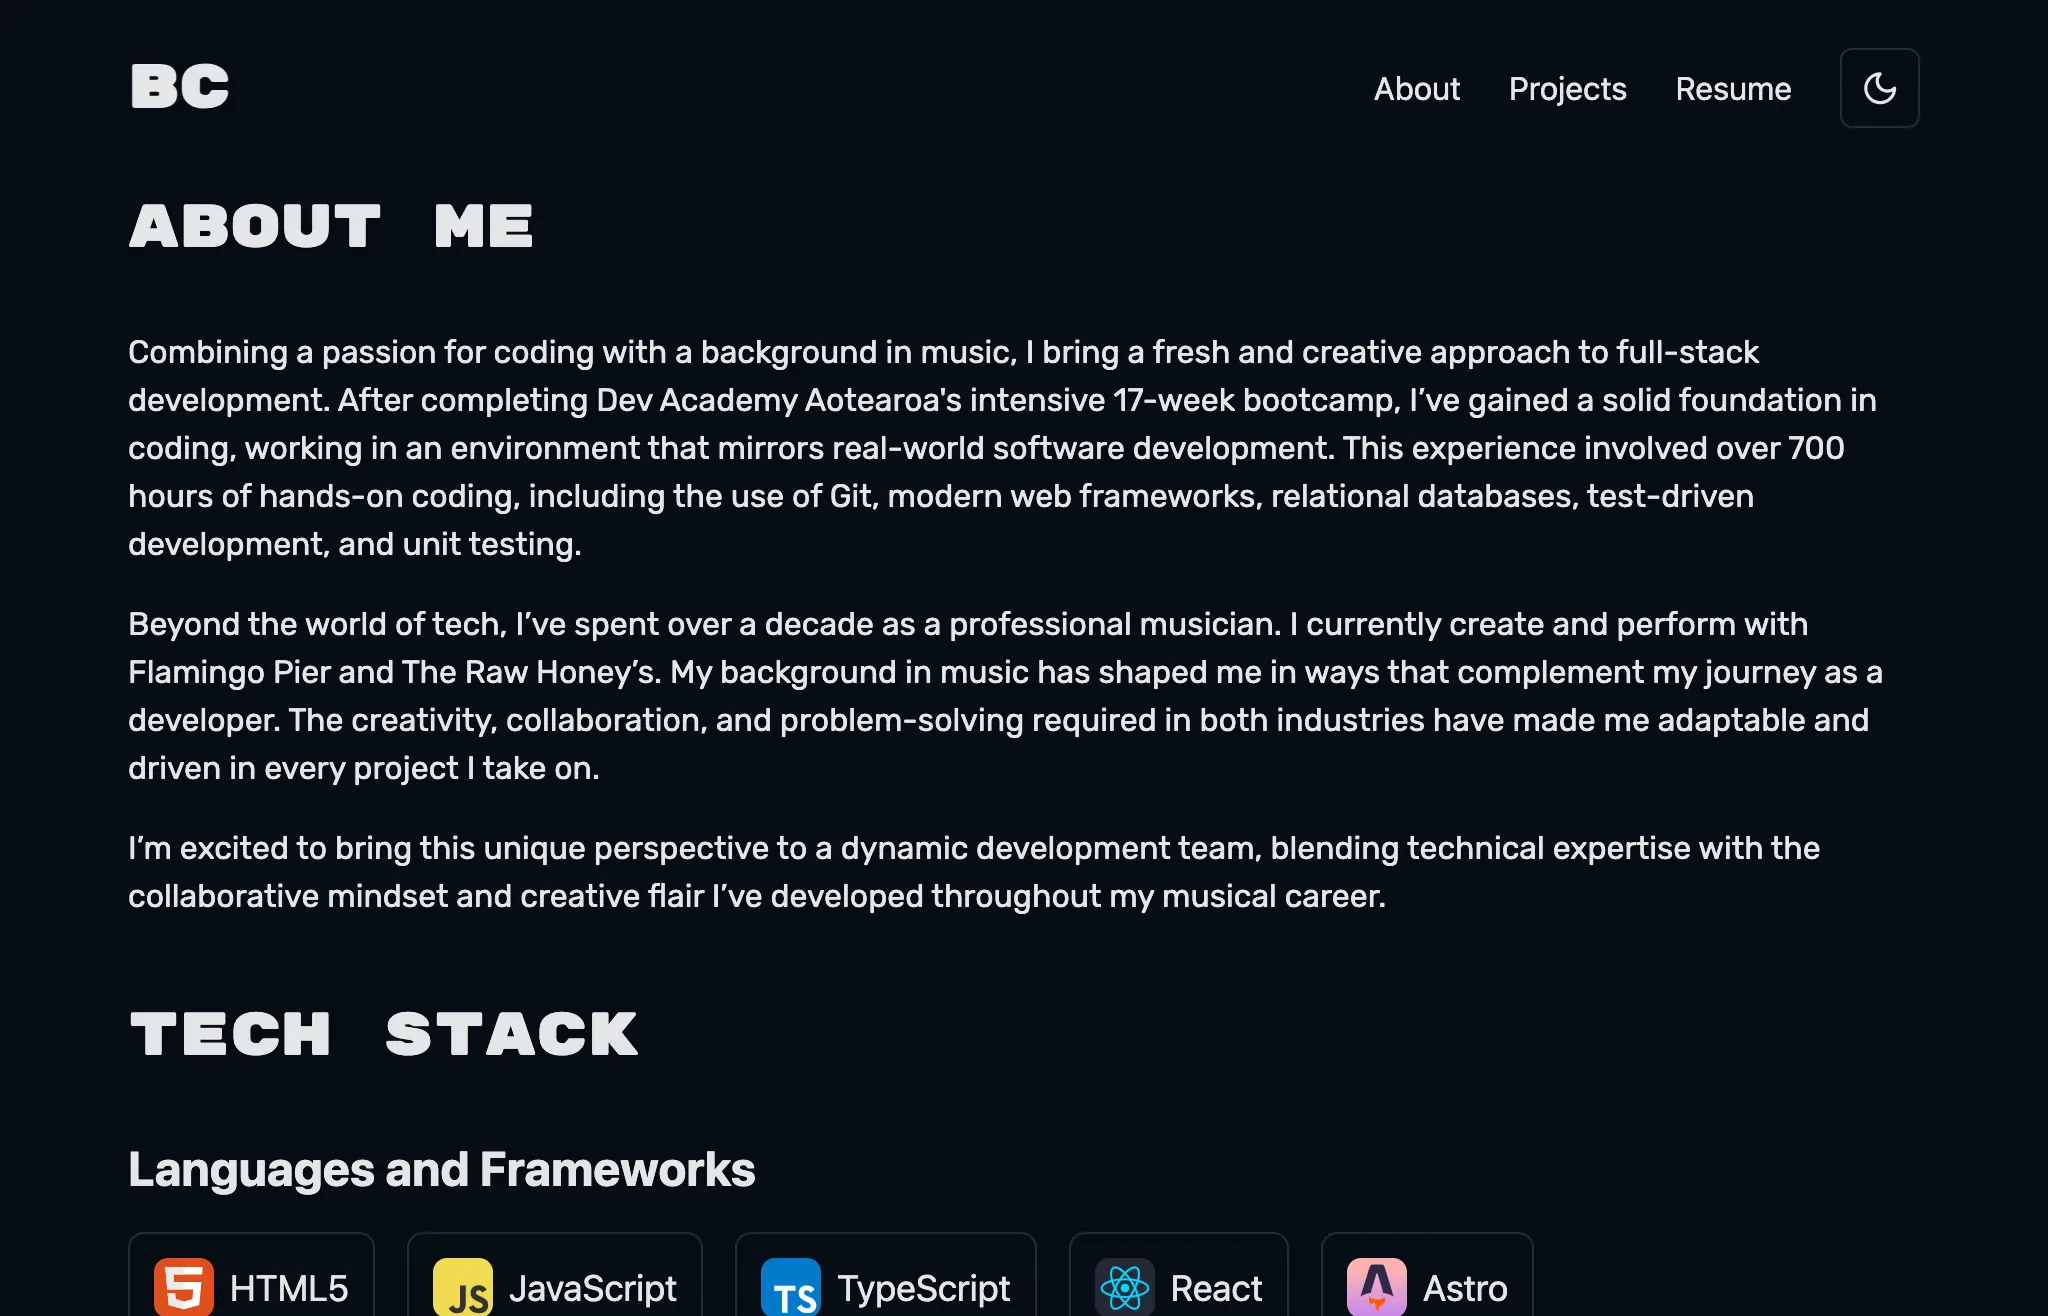 BC
About Projects Resume
ABOUT ME
Combining a passion for coding with a background in music, I bring a fresh and creative approach to full-stack
development. After completing Dev Academy Aotearoa's intensive 17-week bootcamp, I’ve gained a solid foundation in
coding, working in an environment that mirrors real-world software development. This experience involved over 700
hours of hands-on coding, including the use of Git, modern web frameworks, relational databases, test-driven
development, and unit testing.
Beyond the world of tech, I’ve spent over a decade as a professional musician. I currently create and perform with
Flamingo Pier and The Raw Honey’s. My background in music has shaped me in ways that complement my journey as a
developer. The creativity, collaboration, and problem-solving required in both industries have made me adaptable and
driven in every project I take on.
I’m excited to bring this unique perspective to a dynamic development team, blending technical expertise with the
collaborative mindset and creative flair I’ve developed throughout my musical career.
TECH STACK
Languages and Frameworks
5 HTML5 JS JavaScript TS TypeScript React Astro